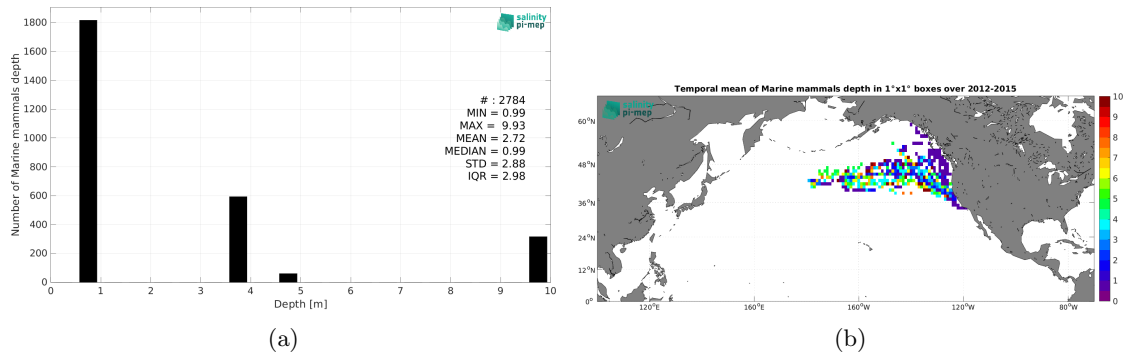 salinity
pi-mep
Number of Marine mammals depth
1800
1600
1400
1200
1000
800
600
400
200
0
# : 2784
MIN = 0.99
MAX = 9.93
MEAN = 2.72
MEDIAN = 0.99
STD = 2.88
IQR = 2.98
0 1 2 3 4 5 6 7 8 9 10
Depth [m]
(a)
Temporal mean of Marine mammals depth in 1°x1° boxes over 2012-2015
salinity
pi-mep
60°N
48°N
36°N
24°N
12°N
0°
120°E 160°E 160°W 120°W 80°W
10
9
8
7
6
5
4
3
2
1
0
(b)